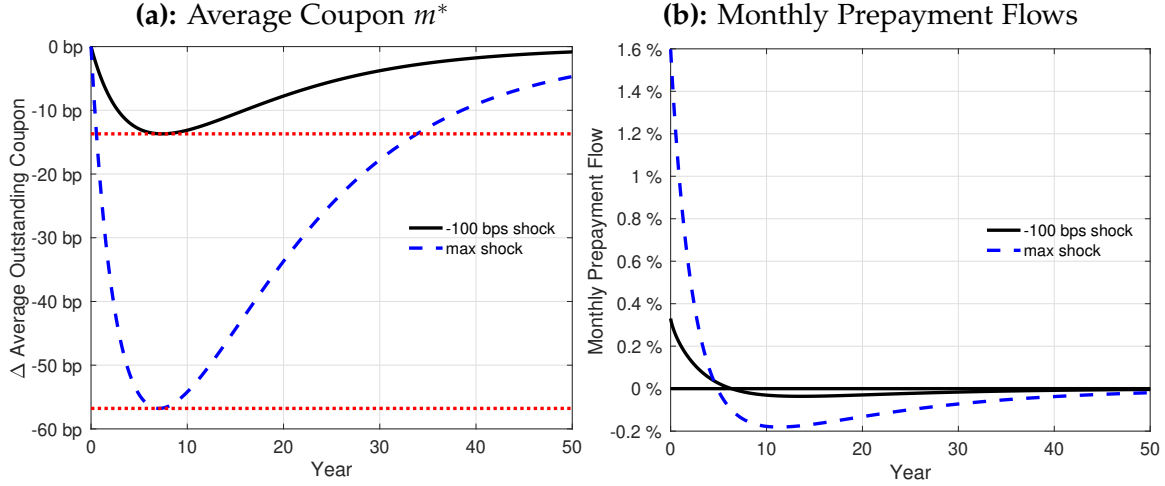 (a): Average Coupon m*
0 bp
-10 bp
-20 bp
-30 bp
-40 bp
-50 bp
-60 bp
Δ Average Outstanding Coupon
-100 bps shock
max shock
0 10 20 30 40 50
Year
(b): Monthly Prepayment Flows
1.6 %
1.4 %
1.2 %
1 %
0.8 %
0.6 %
0.4 %
0.2 %
0 %
-0.2 %
Monthly Prepayment Flow
-100 bps shock
max shock
0 10 20 30 40 50
Year